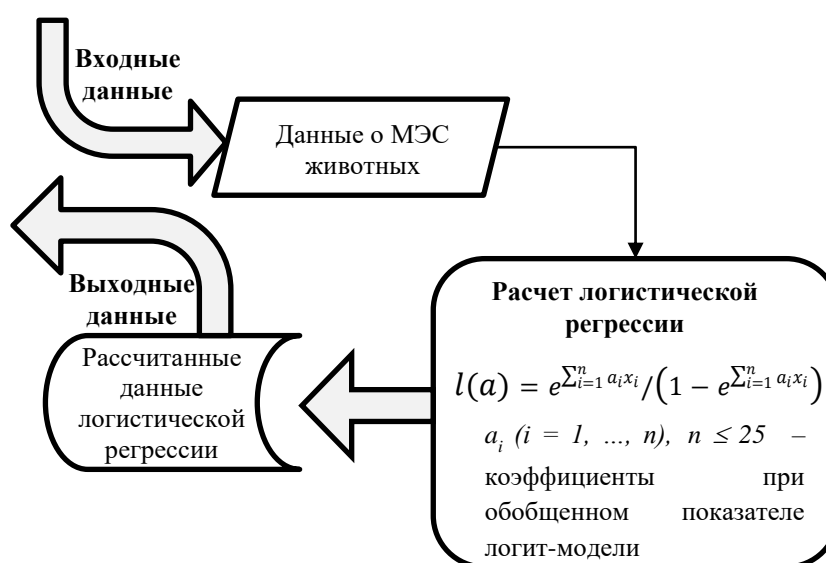 Входные
данные
Данные о МЭС
животных
Расчет логистической
регрессии
l(a) = e^{∑_{i=1}^{n} a_i x_i}/(1 − e^{∑_{i=1}^{n} a_i x_i})
a_i (i = 1, ..., n), n ≤ 25 –
коэффициенты при
обобщенном показателе
логит-модели
Выходные
данные
Рассчитанные
данные
логистической
регрессии